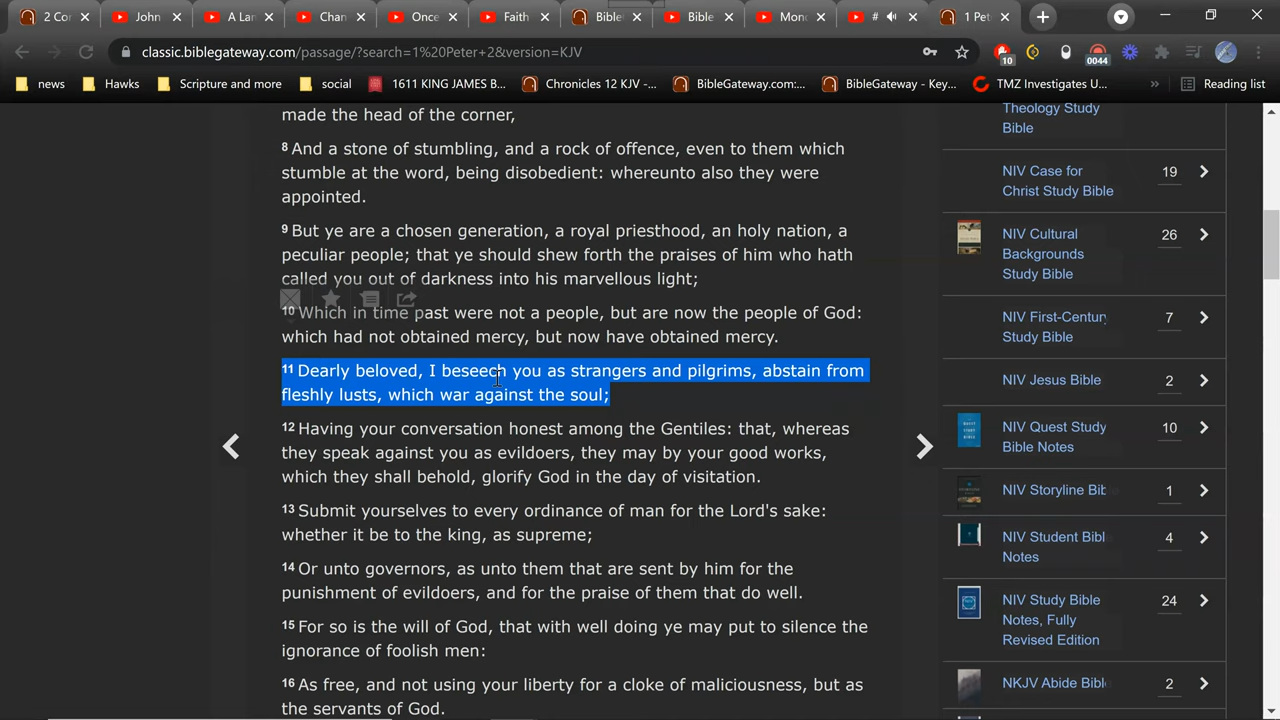 2 Cor
John
A Lan
Chan
Once
Faith
Bible
Bible
Mond
#
1 Pet
classic.biblegateway.com/passage/?search=1%20Peter+2&version=KJV
10
0044
news
Hawks
Scripture and more
social
1611 KING JAMES B...
Chronicles 12 KJV -...
BibleGateway.com:...
BibleGateway - Key...
TMZ Investigates U...
»
Reading list
made the head of the corner,
8 And a stone of stumbling, and a rock of offence, even to them which
stumble at the word, being disobedient: whereunto also they were
appointed.
9 But ye are a chosen generation, a royal priesthood, an holy nation, a
peculiar people; that ye should shew forth the praises of him who hath
called you out of darkness into his marvellous light;
10 Which in time past were not a people, but are now the people of God:
which had not obtained mercy, but now have obtained mercy.
11 Dearly beloved, I beseech you as strangers and pilgrims, abstain from
fleshly lusts, which war against the soul;
12 Having your conversation honest among the Gentiles: that, whereas
they speak against you as evildoers, they may by your good works,
which they shall behold, glorify God in the day of visitation.
13 Submit yourselves to every ordinance of man for the Lord's sake:
whether it be to the king, as supreme;
14 Or unto governors, as unto them that are sent by him for the
punishment of evildoers, and for the praise of them that do well.
15 For so is the will of God, that with well doing ye may put to silence the
ignorance of foolish men:
16 As free, and not using your liberty for a cloke of maliciousness, but as
the servants of God.
Theology Study
Bible
NIV Case for
Christ Study Bible
19
NIV Cultural
Backgrounds
Study Bible
26
NIV First-Century
Study Bible
7
NIV Jesus Bible
2
NIV Quest Study
Bible Notes
10
NIV Storyline Bib
1
NIV Student Bibl
Notes
4
NIV Study Bible
Notes, Fully
Revised Edition
24
NKJV Abide Bibl
2